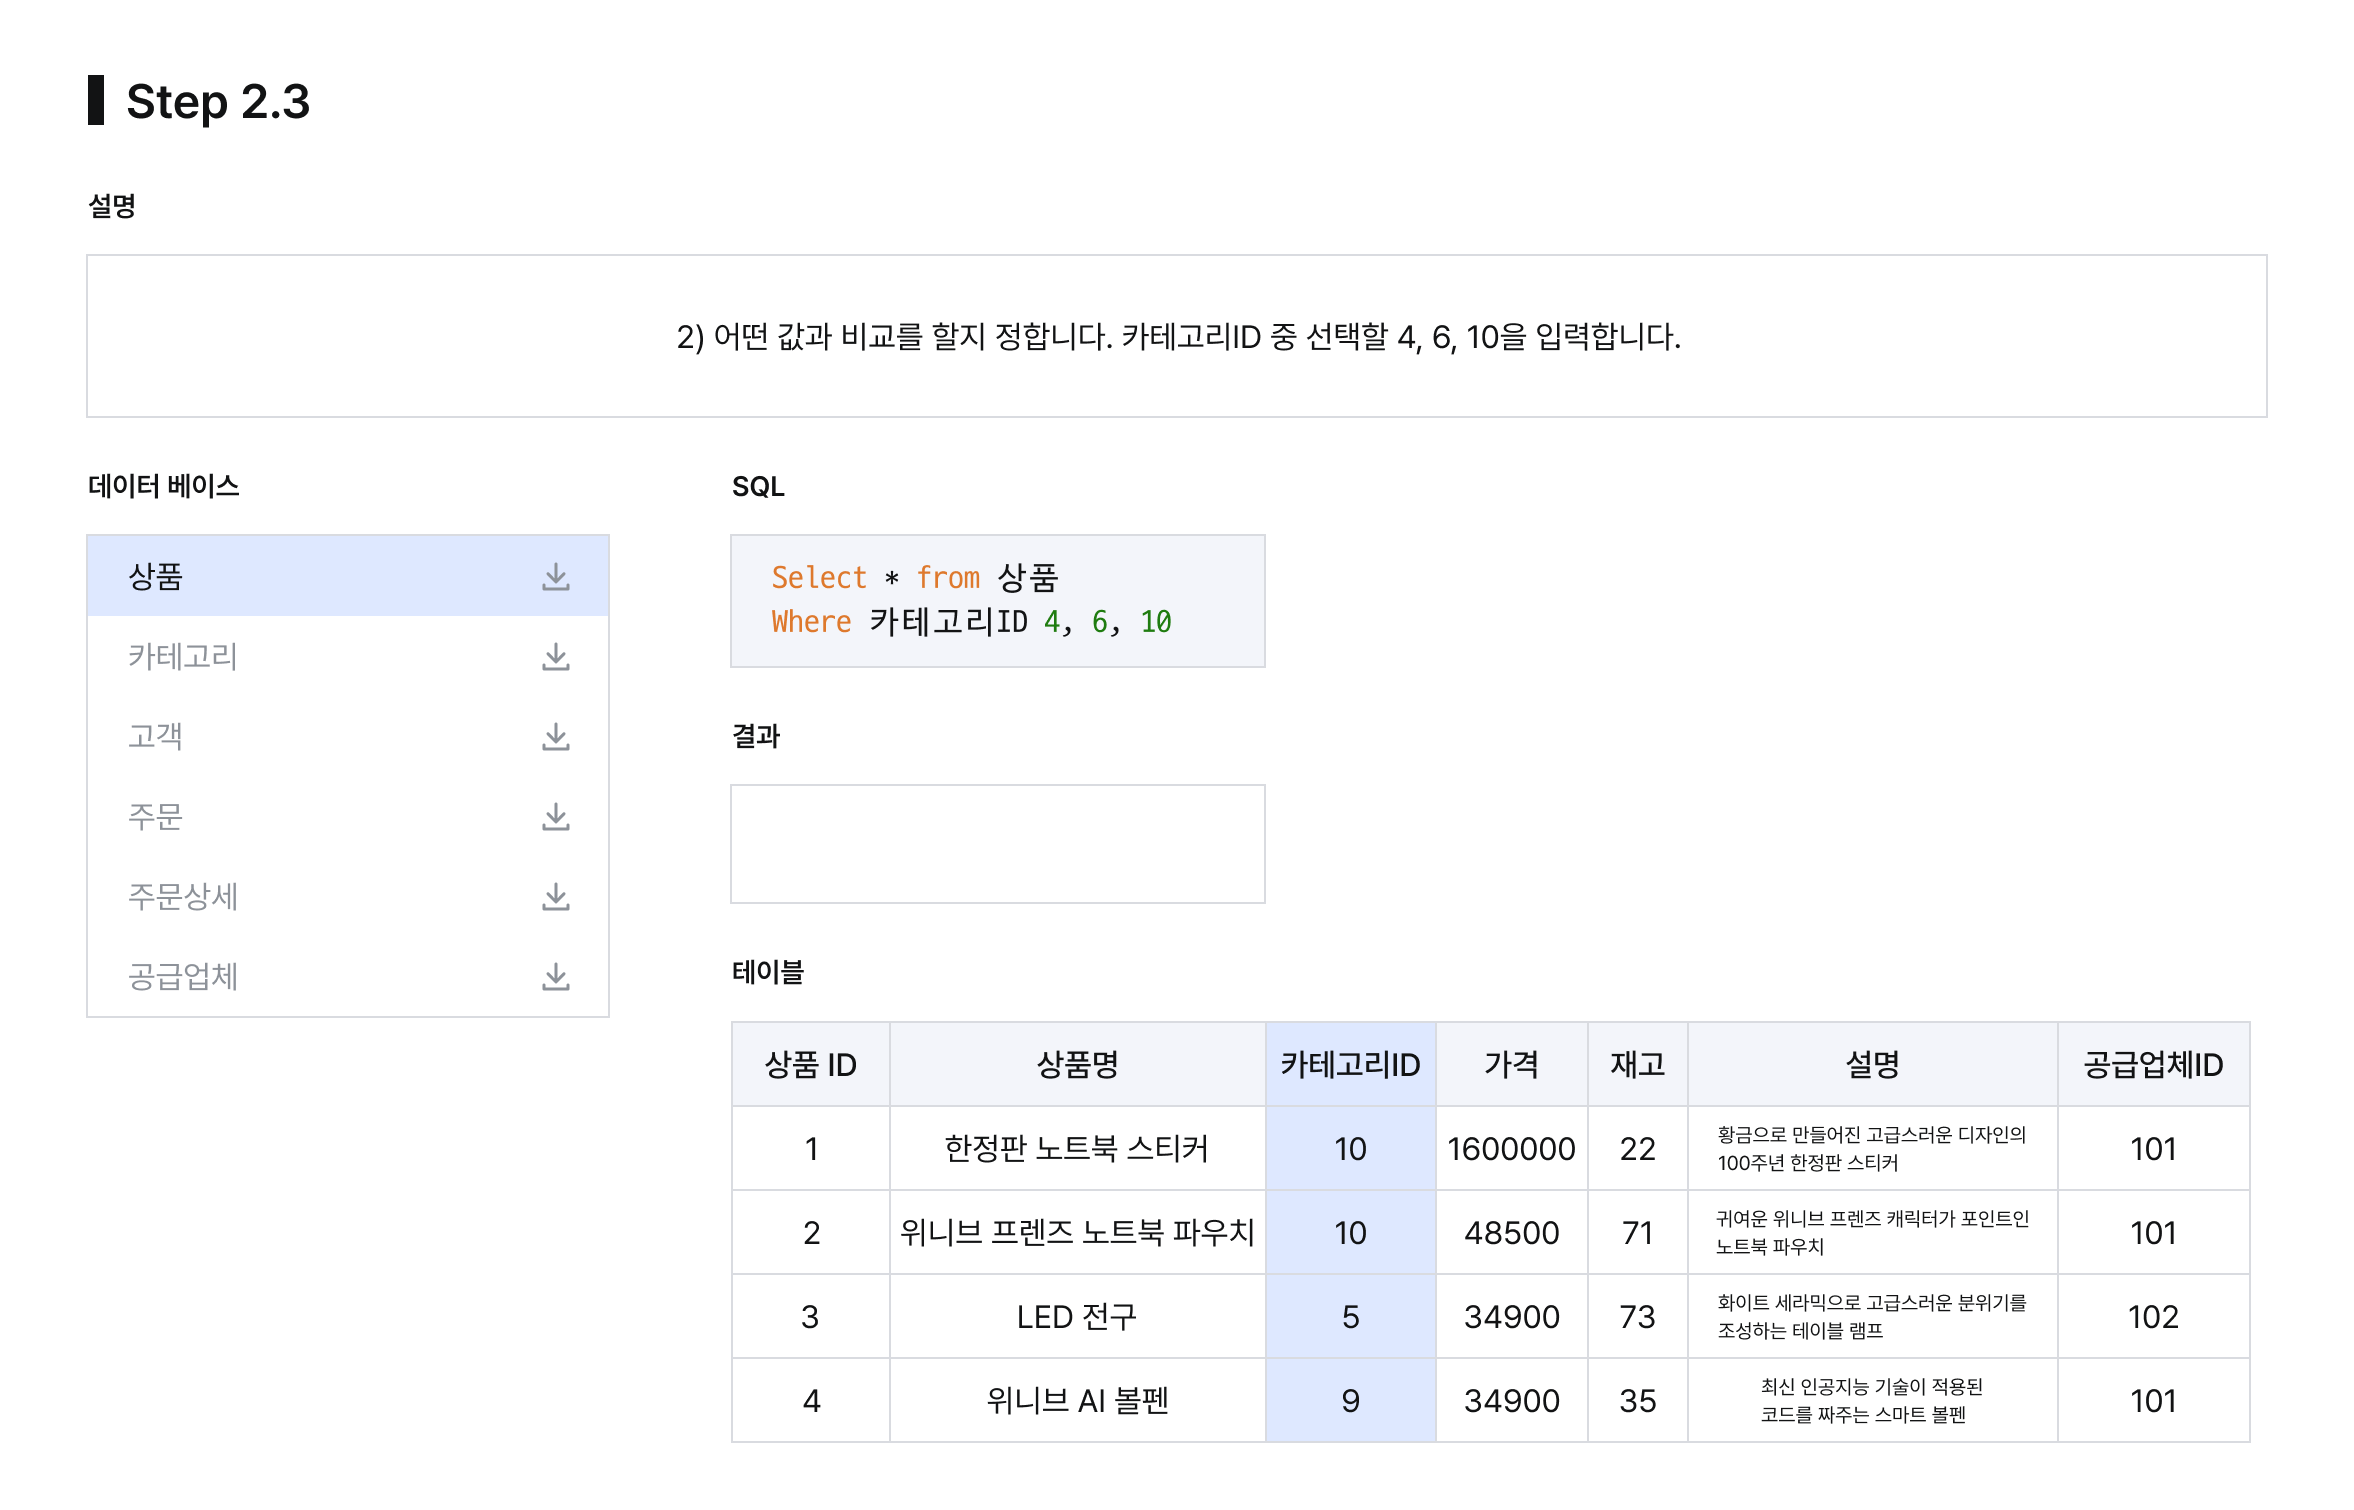 Step 2.3
설명
2) 어떤 값과 비교를 할지 정합니다. 카테고리ID 중 선택할 4, 6, 10을 입력합니다.
데이터 베이스
상품
카테고리
고객
주문
주문상세
공급업체
SQL
Select * from 상품
Where 카테고리ID 4, 6, 10
결과
테이블
상품 ID 상품명 카테고리ID 가격 재고 설명 공급업체ID
1 한정판 노트북 스티커 10 1600000 22 황금으로 만들어진 고급스러운 디자인의
100주년 한정판 스티커 101
2 위니브 프렌즈 노트북 파우치 10 48500 71 귀여운 위니브 프렌즈 캐릭터가 포인트인
노트북 파우치 101
3 LED 전구 5 34900 73 화이트 세라믹으로 고급스러운 분위기를
조성하는 테이블 램프 102
4 위니브 AI 볼펜 9 34900 35 최신 인공지능 기술이 적용된
코드를 짜주는 스마트 볼펜 101